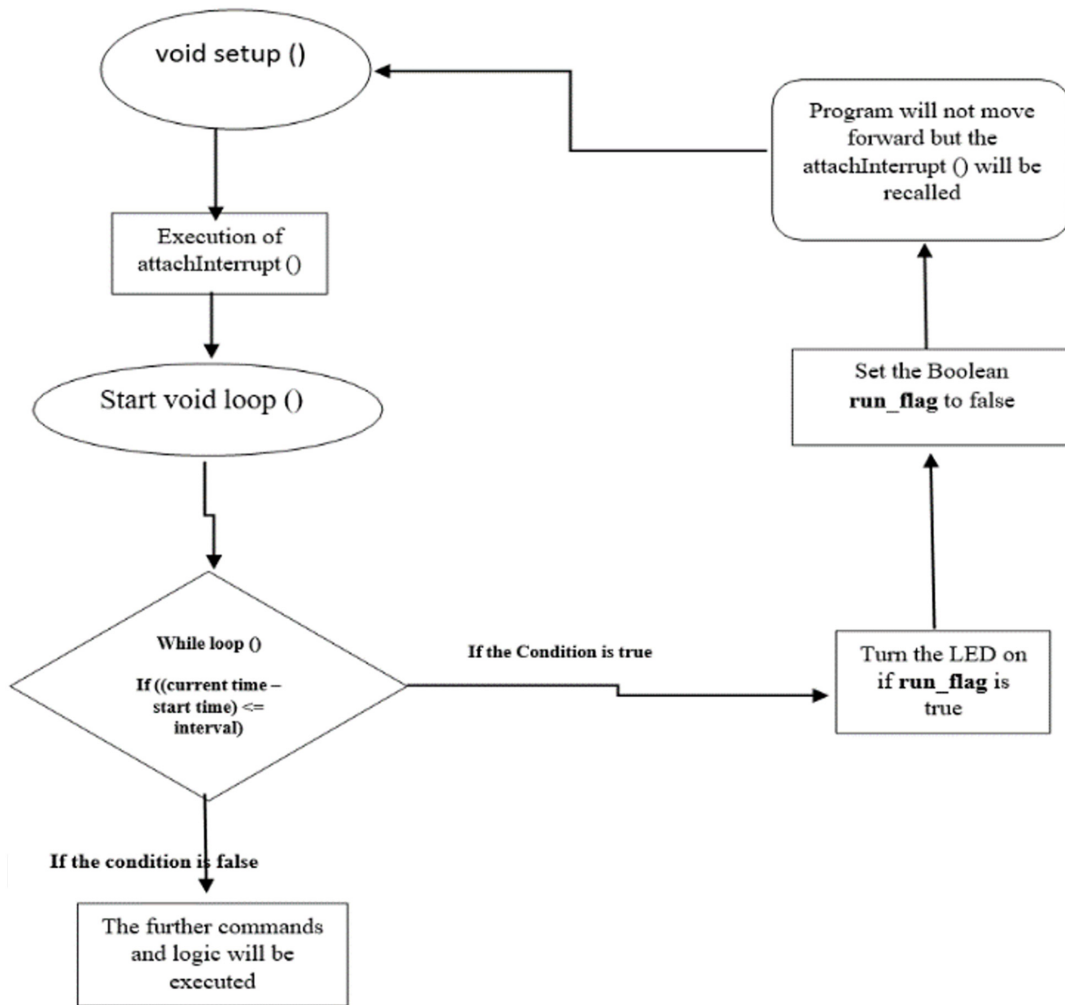 void setup ()
Program will not move
forward but the
attachInterrupt () will be
recalled
Execution of
attachInterrupt ()
Set the Boolean
run_flag to false
Start void loop ()
While loop ()
If ((current time –
start time) <=
interval)
If the Condition is true
Turn the LED on
if run_flag is
true
If the condition is false
The further commands
and logic will be
executed